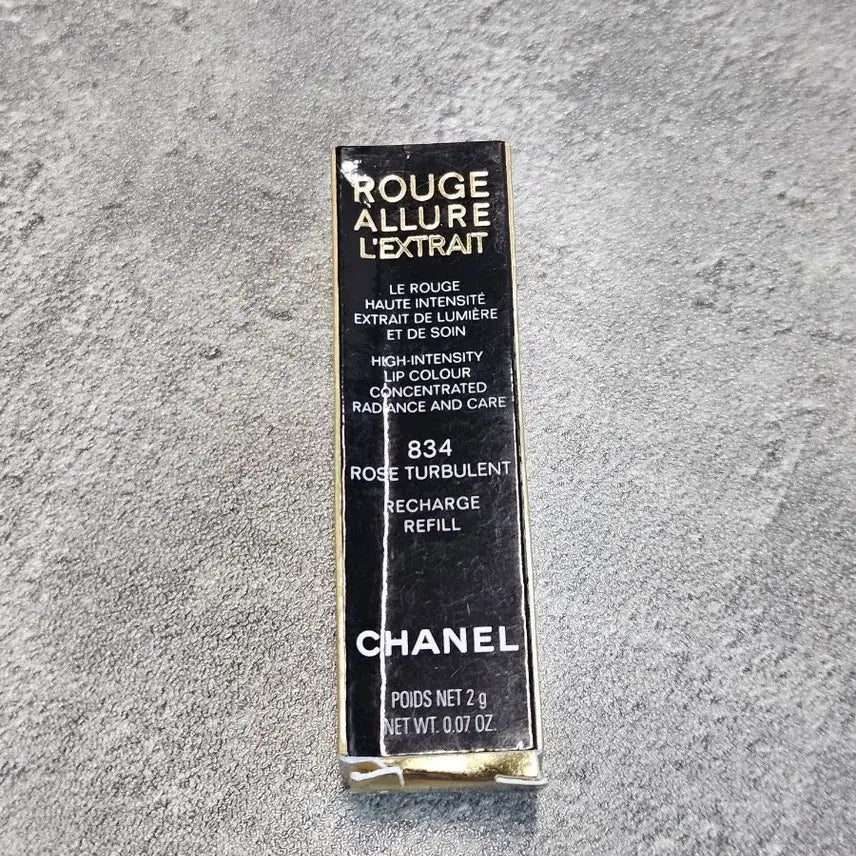 ROUGE
ALLURE
L'EXTRAIT
LE ROUGE
HAUTE INTENSITÉ
EXTRAIT DE LUMIÈRE
ET DE SOIN
HIGH-INTENSITY
LIP COLOUR
CONCENTRATED
RADIANCE AND CARE
834
ROSE TURBULENT
RECHARGE
REFILL
CHANEL
POIDS NET 2 g
NET WT. 0.07 OZ.